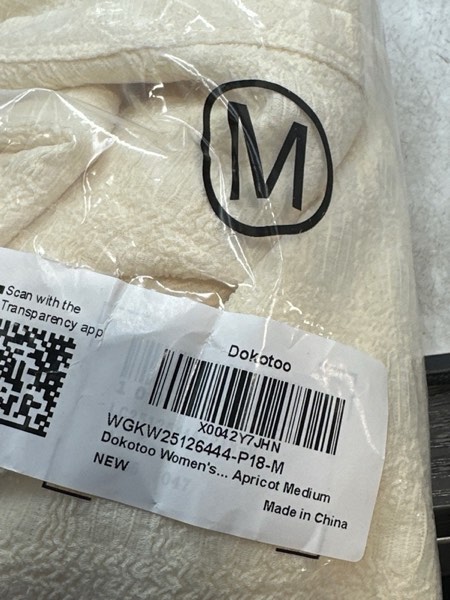 M
Scan with the
Transparency app
Dokotoo
X0042Y7JHN
WGKW25126444-P18-M
Dokotoo Women's... Apricot Medium
NEW
Made in China